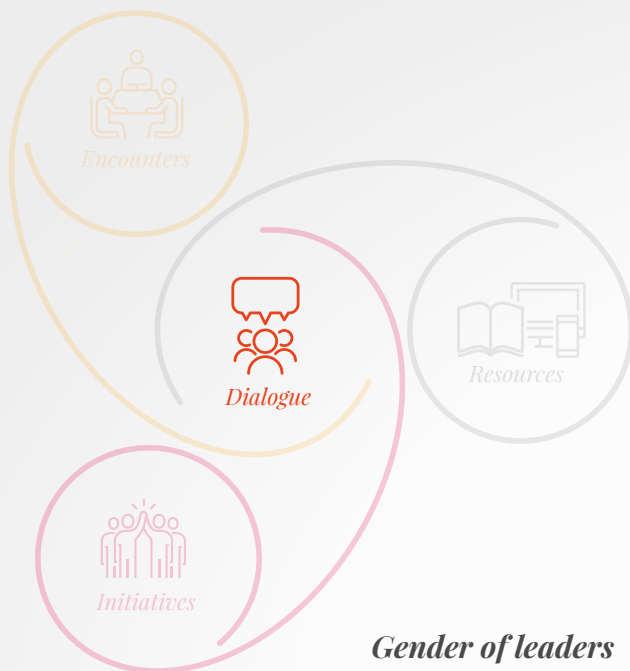 Encounters
Dialogue
Resources
Initiatives
Gender of leaders